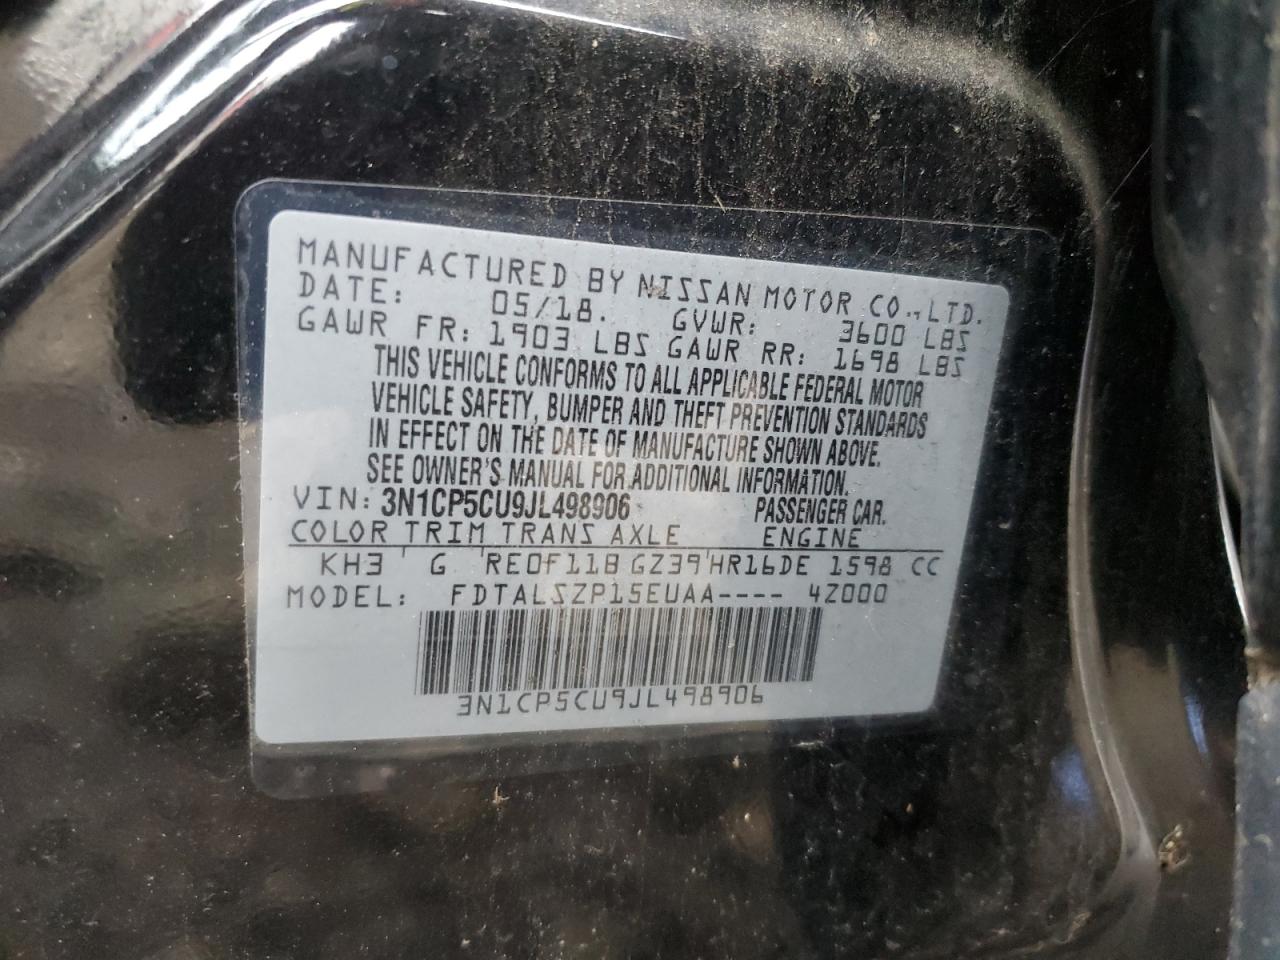 MANUFACTURED BY NISSAN MOTOR CO., LTD.
DATE: 05/18. GVWR: 3600 LBS
GAWR FR: 1903 LBS GAWR RR: 1698 LBS
THIS VEHICLE CONFORMS TO ALL APPLICABLE FEDERAL MOTOR
VEHICLE SAFETY, BUMPER AND THEFT PREVENTION STANDARDS
IN EFFECT ON THE DATE OF MANUFACTURE SHOWN ABOVE.
SEE OWNER'S MANUAL FOR ADDITIONAL INFORMATION.
VIN: 3N1CP5CU9JL498906 PASSENGER CAR.
COLOR TRIM TRANS AXLE ENGINE
KH3 G RE0F11B GZ39 HR16DE 1598 CC
MODEL: FDTALSZP15EUAA---- 4Z000
3N1CP5CU9JL498906